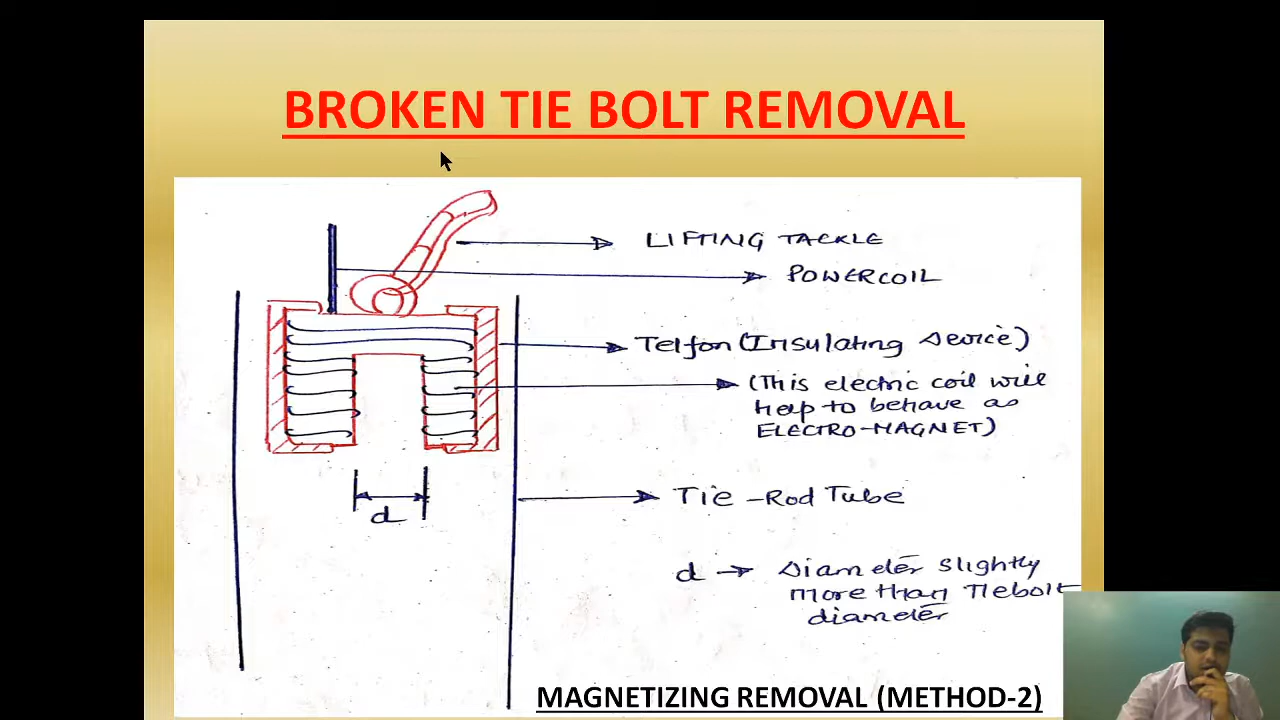 BROKEN TIE BOLT REMOVAL
LIFTING TACKLE
POWERCOIL
Telfon (Insulating Device)
(This electric coil will
help to behave as
ELECTRO-MAGNET)
d
Tie-Rod Tube
d → Diameter slightly
more than Tiebolt
diameter
MAGNETIZING REMOVAL (METHOD-2)